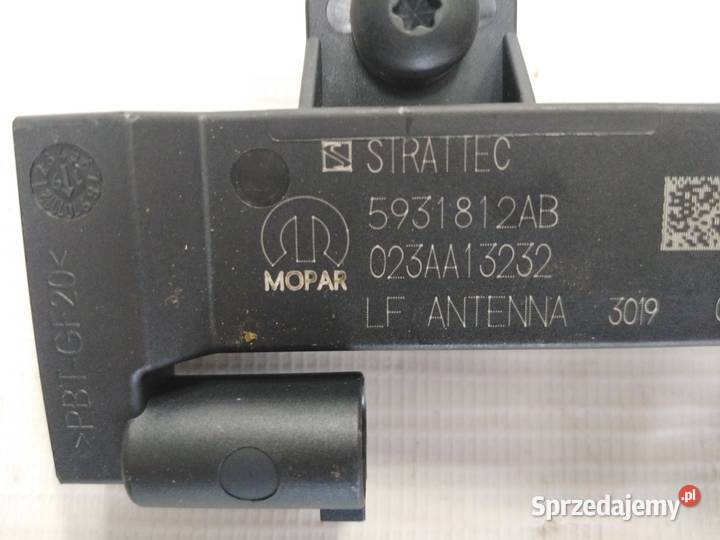 STRATTEC
5931812AB
MOPAR
023AA13232
LF ANTENNA 3019
>PBT-GF20<
Sprzedajemy.pl